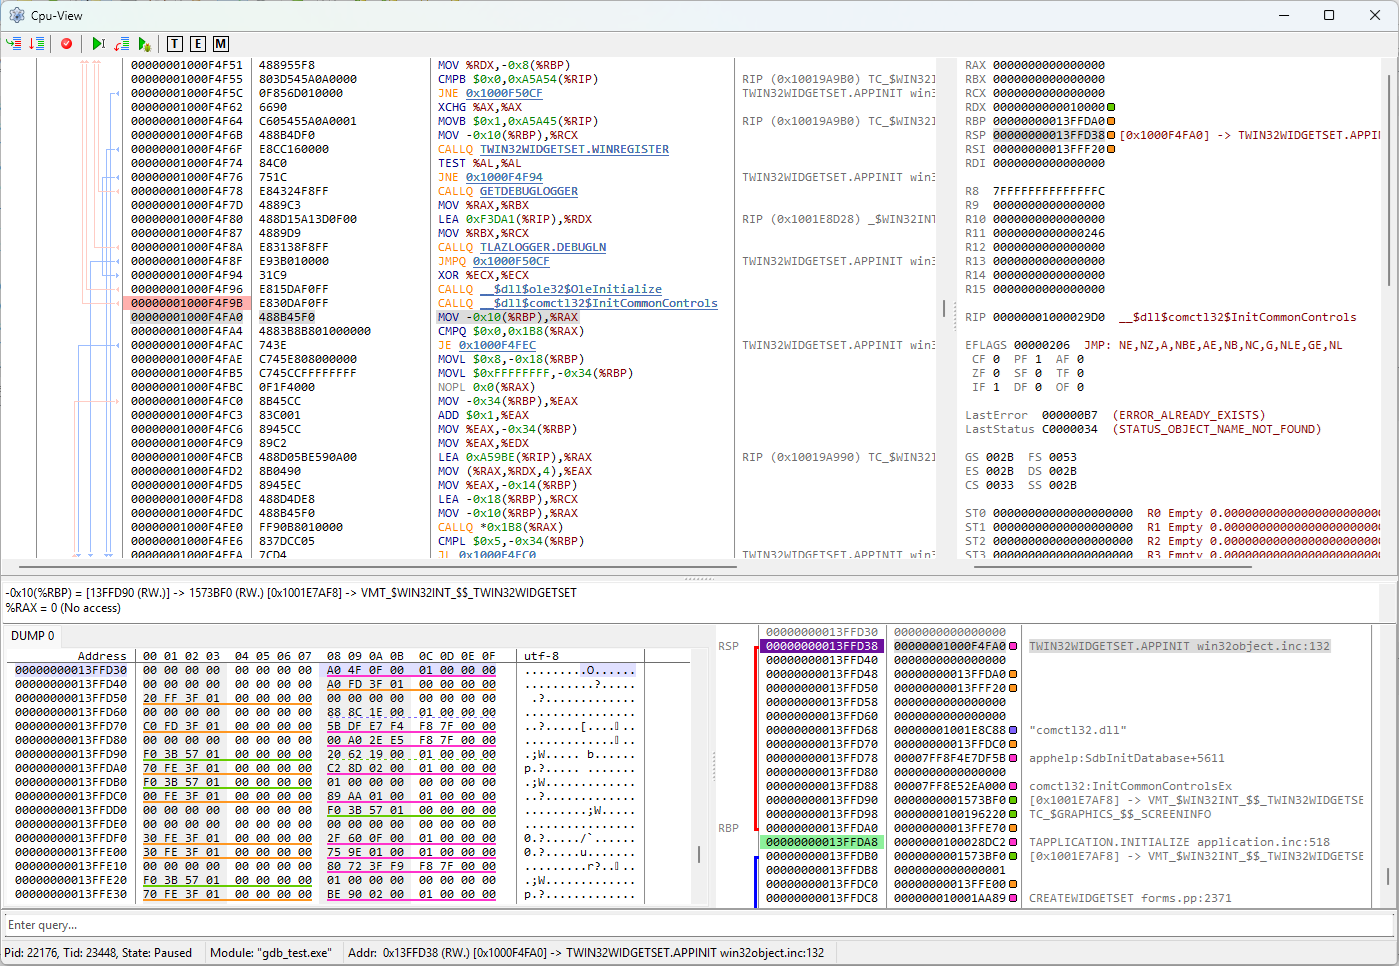 Cpu-View
T E M
00000001000F4F51 488955F8 MOV %RDX,-0x8(%RBP)
00000001000F4F55 803D545A0A0000 CMPB $0x0,0xA5A54(%RIP) RIP (0x10019A9B0) TC_$WIN32I
00000001000F4F5C 0F856D010000 JNE 0x1000F50CF TWIN32WIDGETSET.APPINIT win3
00000001000F4F62 6690 XCHG %AX,%AX
00000001000F4F64 C605455A0A0001 MOVB $0x1,0xA5A45(%RIP) RIP (0x10019A9B0) TC_$WIN32I
00000001000F4F6B 488B4DF0 MOV -0x10(%RBP),%RCX
00000001000F4F6F E8CC160000 CALLQ TWIN32WIDGETSET.WINREGISTER
00000001000F4F74 84C0 TEST %AL,%AL
00000001000F4F76 751C JNE 0x1000F4F94 TWIN32WIDGETSET.APPINIT win3
00000001000F4F78 E84324F8FF CALLQ GETDEBUGLOGGER
00000001000F4F7D 4889C3 MOV %RAX,%RBX
00000001000F4F80 488D15A13D0F00 LEA 0xF3DA1(%RIP),%RDX RIP (0x1001E8D28) _$WIN32INT
00000001000F4F87 4889D9 MOV %RBX,%RCX
00000001000F4F8A E83138F8FF CALLQ TLAZLOGGER.DEBUGLN
00000001000F4F8F E93B010000 JMPQ 0x1000F50CF TWIN32WIDGETSET.APPINIT win3
00000001000F4F94 31C9 XOR %ECX,%ECX
00000001000F4F96 E815DAF0FF CALLQ __$dll$ole32$OleInitialize
00000001000F4F9B E830DAF0FF CALLQ __$dll$comctl32$InitCommonControls
00000001000F4FA0 488B45F0 MOV -0x10(%RBP),%RAX
00000001000F4FA4 4883B8B801000000 CMPQ $0x0,0x1B8(%RAX)
00000001000F4FAC 743E JE 0x1000F4FEC TWIN32WIDGETSET.APPINIT win3
00000001000F4FAE C745E808000000 MOVL $0x8,-0x18(%RBP)
00000001000F4FB5 C745CCFFFFFFFF MOVL $0xFFFFFFFF,-0x34(%RBP)
00000001000F4FBC 0F1F4000 NOPL 0x0(%RAX)
00000001000F4FC0 8B45CC MOV -0x34(%RBP),%EAX
00000001000F4FC3 83C001 ADD $0x1,%EAX
00000001000F4FC6 8945CC MOV %EAX,-0x34(%RBP)
00000001000F4FC9 89C2 MOV %EAX,%EDX
00000001000F4FCB 488D05BE590A00 LEA 0xA59BE(%RIP),%RAX RIP (0x10019A990) TC_$WIN32I
00000001000F4FD2 8B0490 MOV (%RAX,%RDX,4),%EAX
00000001000F4FD5 8945EC MOV %EAX,-0x14(%RBP)
00000001000F4FD8 488D4DE8 LEA -0x18(%RBP),%RCX
00000001000F4FDC 488B45F0 MOV -0x10(%RBP),%RAX
00000001000F4FE0 FF90B8010000 CALLQ *0x1B8(%RAX)
00000001000F4FE6 837DCC05 CMPL $0x5,-0x34(%RBP)
00000001000F4FEA 7CD4 JL 0x1000F4FC0 TWIN32WIDGETSET.APPINIT win3
RAX 0000000000000000
RBX 0000000000000000
RCX 0000000000000000
RDX 0000000000010000
RBP 00000000013FFDA0
RSP 00000000013FFD38 [0x1000F4FA0] -> TWIN32WIDGETSET.APPINI
RSI 00000000013FFF20
RDI 0000000000000000
R8 7FFFFFFFFFFFFFFC
R9 0000000000000000
R10 0000000000000000
R11 0000000000000246
R12 0000000000000000
R13 0000000000000000
R14 0000000000000000
R15 0000000000000000
RIP 00000001000029D0 __$dll$comctl32$InitCommonControls
EFLAGS 00000206 JMP: NE,NZ,A,NBE,AE,NB,NC,G,NLE,GE,NL
CF 0 PF 1 AF 0
ZF 0 SF 0 TF 0
IF 1 DF 0 OF 0
LastError 000000B7 (ERROR_ALREADY_EXISTS)
LastStatus C0000034 (STATUS_OBJECT_NAME_NOT_FOUND)
GS 002B FS 0053
ES 002B DS 002B
CS 0033 SS 002B
ST0 00000000000000000000 R0 Empty 0.0000000000000000
ST1 00000000000000000000 R1 Empty 0.0000000000000000
ST2 00000000000000000000 R2 Empty 0.0000000000000000
ST3 00000000000000000000 R3 Empty 0.0000000000000000
-0x10(%RBP) = [13FFD90 (RW.)] -> 1573BF0 (RW.) [0x1001E7AF8] -> VMT_$WIN32INT_$$_TWIN32WIDGETSET
%RAX = 0 (No access)
DUMP 0
Address 00 01 02 03 04 05 06 07 08 09 0A 0B 0C 0D 0E 0F utf-8
00000000013FFD30 00 00 00 00 00 00 00 00 A0 4F 0F 00 01 00 00 00 .........O......
00000000013FFD40 00 00 00 00 00 00 00 00 A0 FD 3F 01 00 00 00 00 ..........?.....
00000000013FFD50 20 FF 3F 01 00 00 00 00 00 00 00 00 00 00 00 00 .?.............
00000000013FFD60 00 00 00 00 00 00 00 00 88 8C 1E 00 01 00 00 00 ................
00000000013FFD70 C0 FD 3F 01 00 00 00 00 5B DF E7 F4 F8 7F 00 00 ..?.....[.......
00000000013FFD80 00 00 00 00 00 00 00 00 00 A0 2E E5 F8 7F 00 00 ................
00000000013FFD90 F0 3B 57 01 00 00 00 00 20 62 19 00 01 00 00 00 .;W..... b......
00000000013FFDA0 70 FE 3F 01 00 00 00 00 C2 8D 02 00 01 00 00 00 p.?..... .......
00000000013FFDB0 F0 3B 57 01 00 00 00 00 01 00 00 00 00 00 00 00 .;W.............
00000000013FFDC0 00 FE 3F 01 00 00 00 00 89 AA 01 00 01 00 00 00 ..?.............
00000000013FFDD0 00 00 00 00 00 00 00 00 F0 3B 57 01 00 00 00 00 .........;W.....
00000000013FFDE0 00 00 00 00 00 00 00 00 00 00 00 00 00 00 00 00 ................
00000000013FFDF0 30 FE 3F 01 00 00 00 00 2F 60 0F 00 01 00 00 00 0.?...../`......
00000000013FFE00 30 FE 3F 01 00 00 00 00 75 9E 01 00 01 00 00 00 0.?.....u.......
00000000013FFE10 00 00 00 00 00 00 00 00 80 72 3F F9 F8 7F 00 00 .........r?.....
00000000013FFE20 F0 3B 57 01 00 00 00 00 01 00 00 00 00 00 00 00 .;W.............
00000000013FFE30 70 FE 3F 01 00 00 00 00 BE 90 02 00 01 00 00 00 p.?.............
00000000013FFD30 0000000000000000
RSP 00000000013FFD38 00000001000F4FA0 TWIN32WIDGETSET.APPINIT win32object.inc:132
00000000013FFD40 0000000000000000
00000000013FFD48 00000000013FFDA0
00000000013FFD50 00000000013FFF20
00000000013FFD58 0000000000000000
00000000013FFD60 0000000000000000
00000000013FFD68 00000001001E8C88 "comctl32.dll"
00000000013FFD70 00000000013FFDC0
00000000013FFD78 00007FF8F4E7DF5B apphelp:SdbInitDatabase+5611
00000000013FFD80 0000000000000000
00000000013FFD88 00007FF8E52EA000 comctl32:InitCommonControlsEx
00000000013FFD90 0000000001573BF0 [0x1001E7AF8] -> VMT_$WIN32INT_$$_TWIN32WIDGETSE
00000000013FFD98 0000000100196220 TC_$GRAPHICS_$$_SCREENINFO
RBP 00000000013FFDA0 00000000013FFE70
00000000013FFDA8 0000000100028DC2 TAPPLICATION.INITIALIZE application.inc:518
00000000013FFDB0 0000000001573BF0 [0x1001E7AF8] -> VMT_$WIN32INT_$$_TWIN32WIDGETSE
00000000013FFDB8 0000000000000001
00000000013FFDC0 00000000013FFE00
00000000013FFDC8 000000010001AA89 CREATEWIDGETSET forms.pp:2371
Enter query...
Pid: 22176, Tid: 23448, State: Paused Module: "gdb_test.exe" Addr: 0x13FFD38 (RW.) [0x1000F4FA0] -> TWIN32WIDGETSET.APPINIT win32object.inc:132